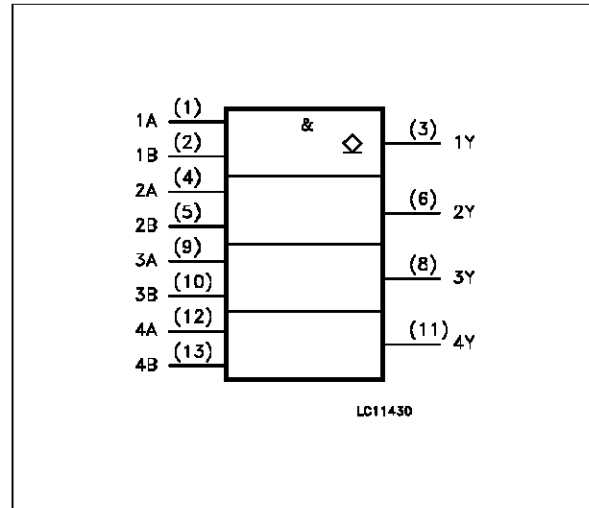 1A (1)
&
(3) 1Y
1B (2)
2A (4)
(6) 2Y
2B (5)
3A (9)
(8) 3Y
3B (10)
4A (12)
(11) 4Y
4B (13)
LC11430